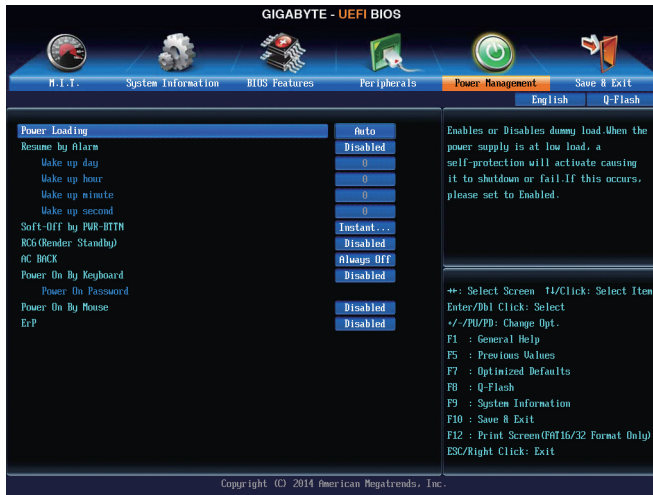 GIGABYTE - UEFI BIOS
M.I.T. System Information BIOS Features Peripherals Power Management Save & Exit
English Q-Flash
Power Loading Auto
Resume by Alarm Disabled
Wake up day 0
Wake up hour 0
Wake up minute 0
Wake up second 0
Soft-Off by PWR-BTTN Instant...
RC6(Render Standby) Disabled
AC BACK Always Off
Power On By Keyboard Disabled
Power On Password
Power On By Mouse Disabled
ErP Disabled
Enables or Disables dummy load.When the
power supply is at low load, a
self-protection will activate causing
it to shutdown or fail.If this occurs,
please set to Enabled.
→←: Select Screen ↑↓/Click: Select Item
Enter/Dbl Click: Select
+/-/PU/PD: Change Opt.
F1 : General Help
F5 : Previous Values
F7 : Optimized Defaults
F8 : Q-Flash
F9 : System Information
F10 : Save & Exit
F12 : Print Screen(FAT16/32 Format Only)
ESC/Right Click: Exit
Copyright (C) 2014 American Megatrends, Inc.